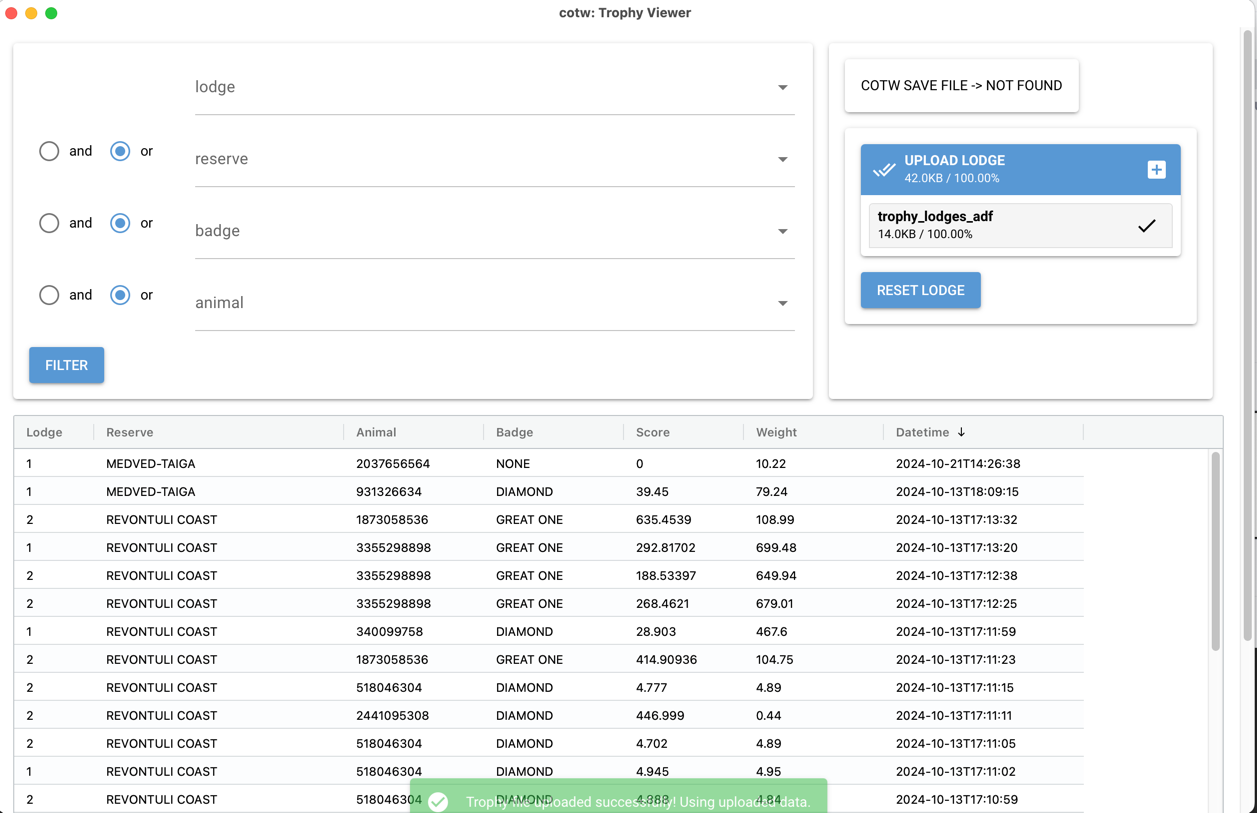 cotw: Trophy Viewer
lodge
and or reserve
and or badge
and or animal
FILTER
COTW SAVE FILE -> NOT FOUND
UPLOAD LODGE
42.0KB / 100.00%
trophy_lodges_adf
14.0KB / 100.00%
RESET LODGE
Lodge Reserve Animal Badge Score Weight Datetime
1 MEDVED-TAIGA 2037656564 NONE 0 10.22 2024-10-21T14:26:38
1 MEDVED-TAIGA 931326634 DIAMOND 39.45 79.24 2024-10-13T18:09:15
2 REVONTULI COAST 1873058536 GREAT ONE 635.4539 108.99 2024-10-13T17:13:32
1 REVONTULI COAST 3355298898 GREAT ONE 292.81702 699.48 2024-10-13T17:13:20
2 REVONTULI COAST 3355298898 GREAT ONE 188.53397 649.94 2024-10-13T17:12:38
2 REVONTULI COAST 3355298898 GREAT ONE 268.4621 679.01 2024-10-13T17:12:25
1 REVONTULI COAST 340099758 DIAMOND 28.903 467.6 2024-10-13T17:11:59
2 REVONTULI COAST 1873058536 GREAT ONE 414.90936 104.75 2024-10-13T17:11:23
2 REVONTULI COAST 518046304 DIAMOND 4.777 4.89 2024-10-13T17:11:15
2 REVONTULI COAST 2441095308 DIAMOND 446.999 0.44 2024-10-13T17:11:11
2 REVONTULI COAST 518046304 DIAMOND 4.702 4.89 2024-10-13T17:11:05
1 REVONTULI COAST 518046304 DIAMOND 4.945 4.95 2024-10-13T17:11:02
2 REVONTULI COAST 518046304 DIAMOND 4.888 4.84 2024-10-13T17:10:59
Trophy file uploaded successfully! Using uploaded data.